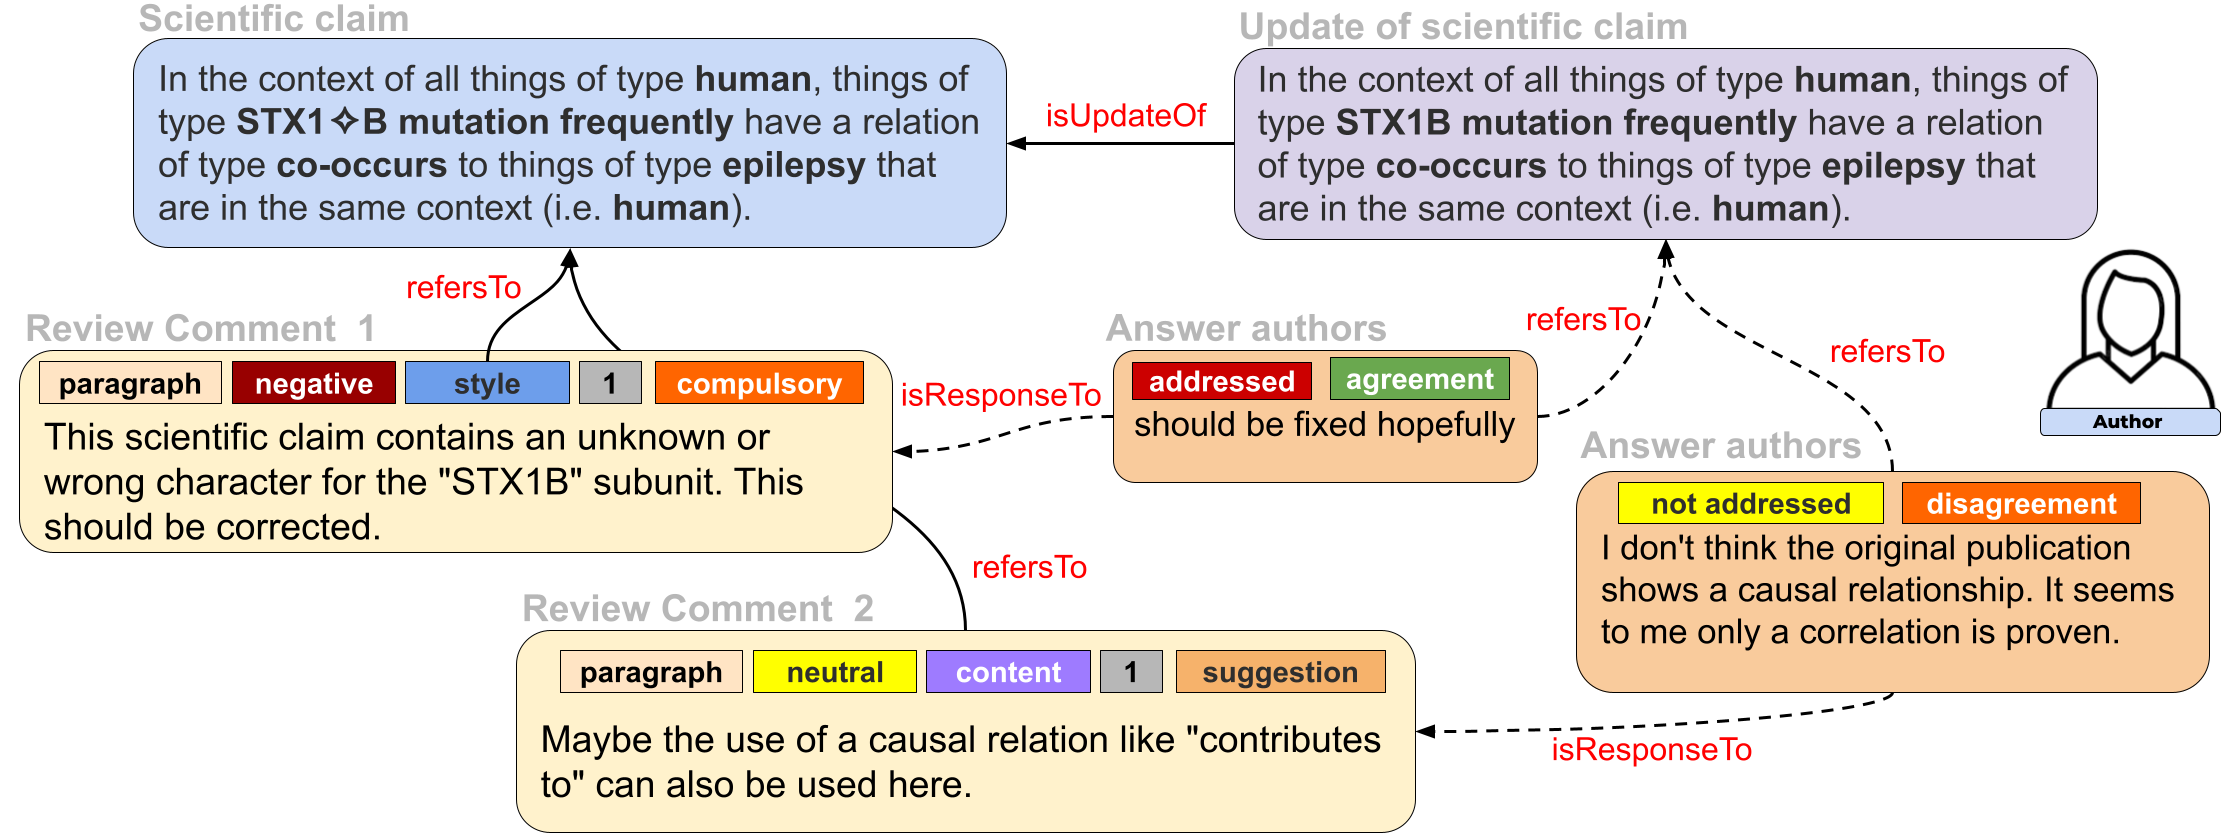 Scientific claim
In the context of all things of type human, things of
type STX1✧B mutation frequently have a relation
of type co-occurs to things of type epilepsy that
are in the same context (i.e. human).
isUpdateOf
Update of scientific claim
In the context of all things of type human, things of
type STX1B mutation frequently have a relation
of type co-occurs to things of type epilepsy that
are in the same context (i.e. human).
refersTo
Review Comment 1
paragraph negative style 1 compulsory
This scientific claim contains an unknown or
wrong character for the "STX1B" subunit. This
should be corrected.
isResponseTo
Answer authors
addressed agreement
should be fixed hopefully
refersTo
refersTo
Author
Answer authors
not addressed disagreement
I don't think the original publication
shows a causal relationship. It seems
to me only a correlation is proven.
refersTo
Review Comment 2
paragraph neutral content 1 suggestion
Maybe the use of a causal relation like "contributes
to" can also be used here.
isResponseTo